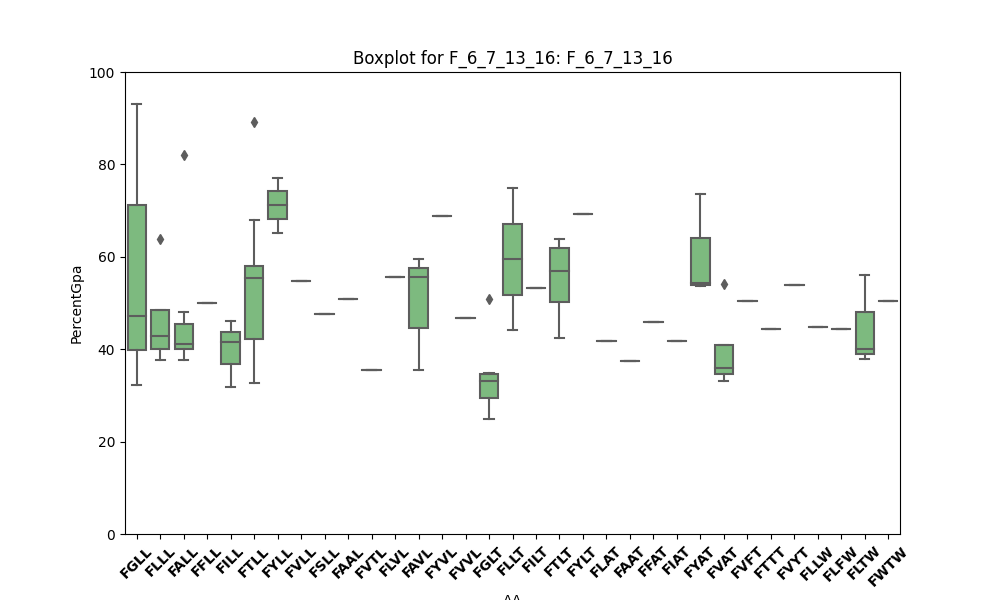 Boxplot for F_6_7_13_16: F_6_7_13_16
PercentGpa
100
80
60
40
20
0
FGLL
FLLL
FALL
FFLL
FILL
FTLL
FYLL
FVLL
FSLL
FAAL
FVTL
FLVL
FAVL
FYVL
FVVL
FGLT
FLLT
FILT
FTLT
FYLT
FLAT
FAAT
FFAT
FIAT
FYAT
FVAT
FVFT
FTTT
FVYT
FLLW
FLFW
FLTW
FWTW
AA